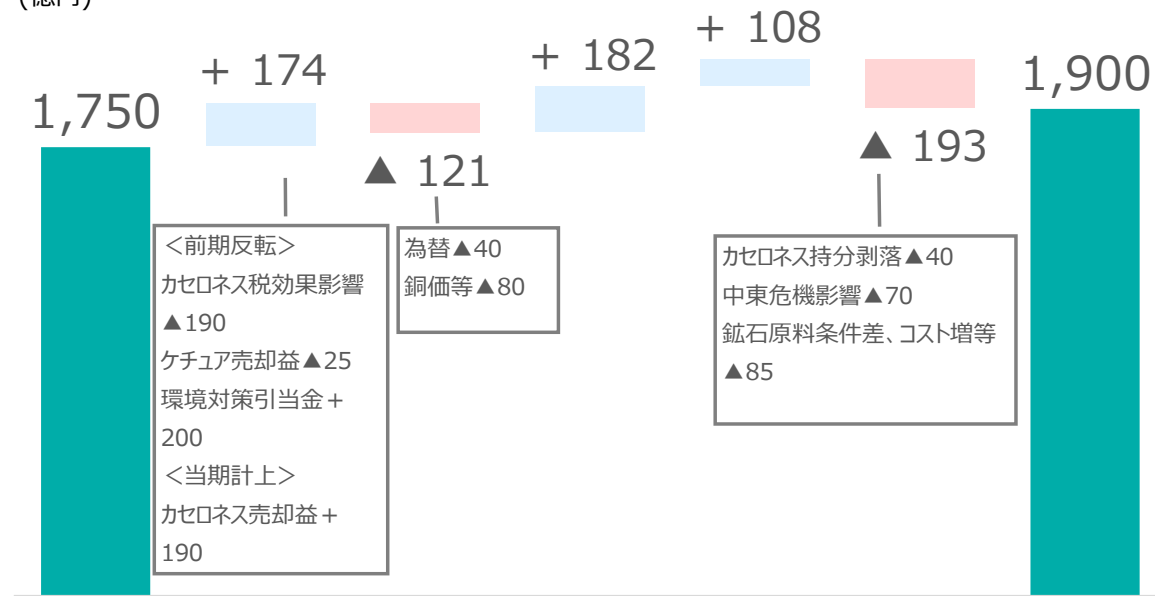 (億円)
1,750
+ 174
▲ 121
+ 182
+ 108
▲ 193
1,900
＜前期反転＞
カセロネス税効果影響
▲190
ケチュア売却益▲25
環境対策引当金＋
200
＜当期計上＞
カセロネス売却益＋
190
為替▲40
銅価等▲80
カセロネス持分剥落▲40
中東危機影響▲70
鉱石原料条件差、コスト増等
▲85